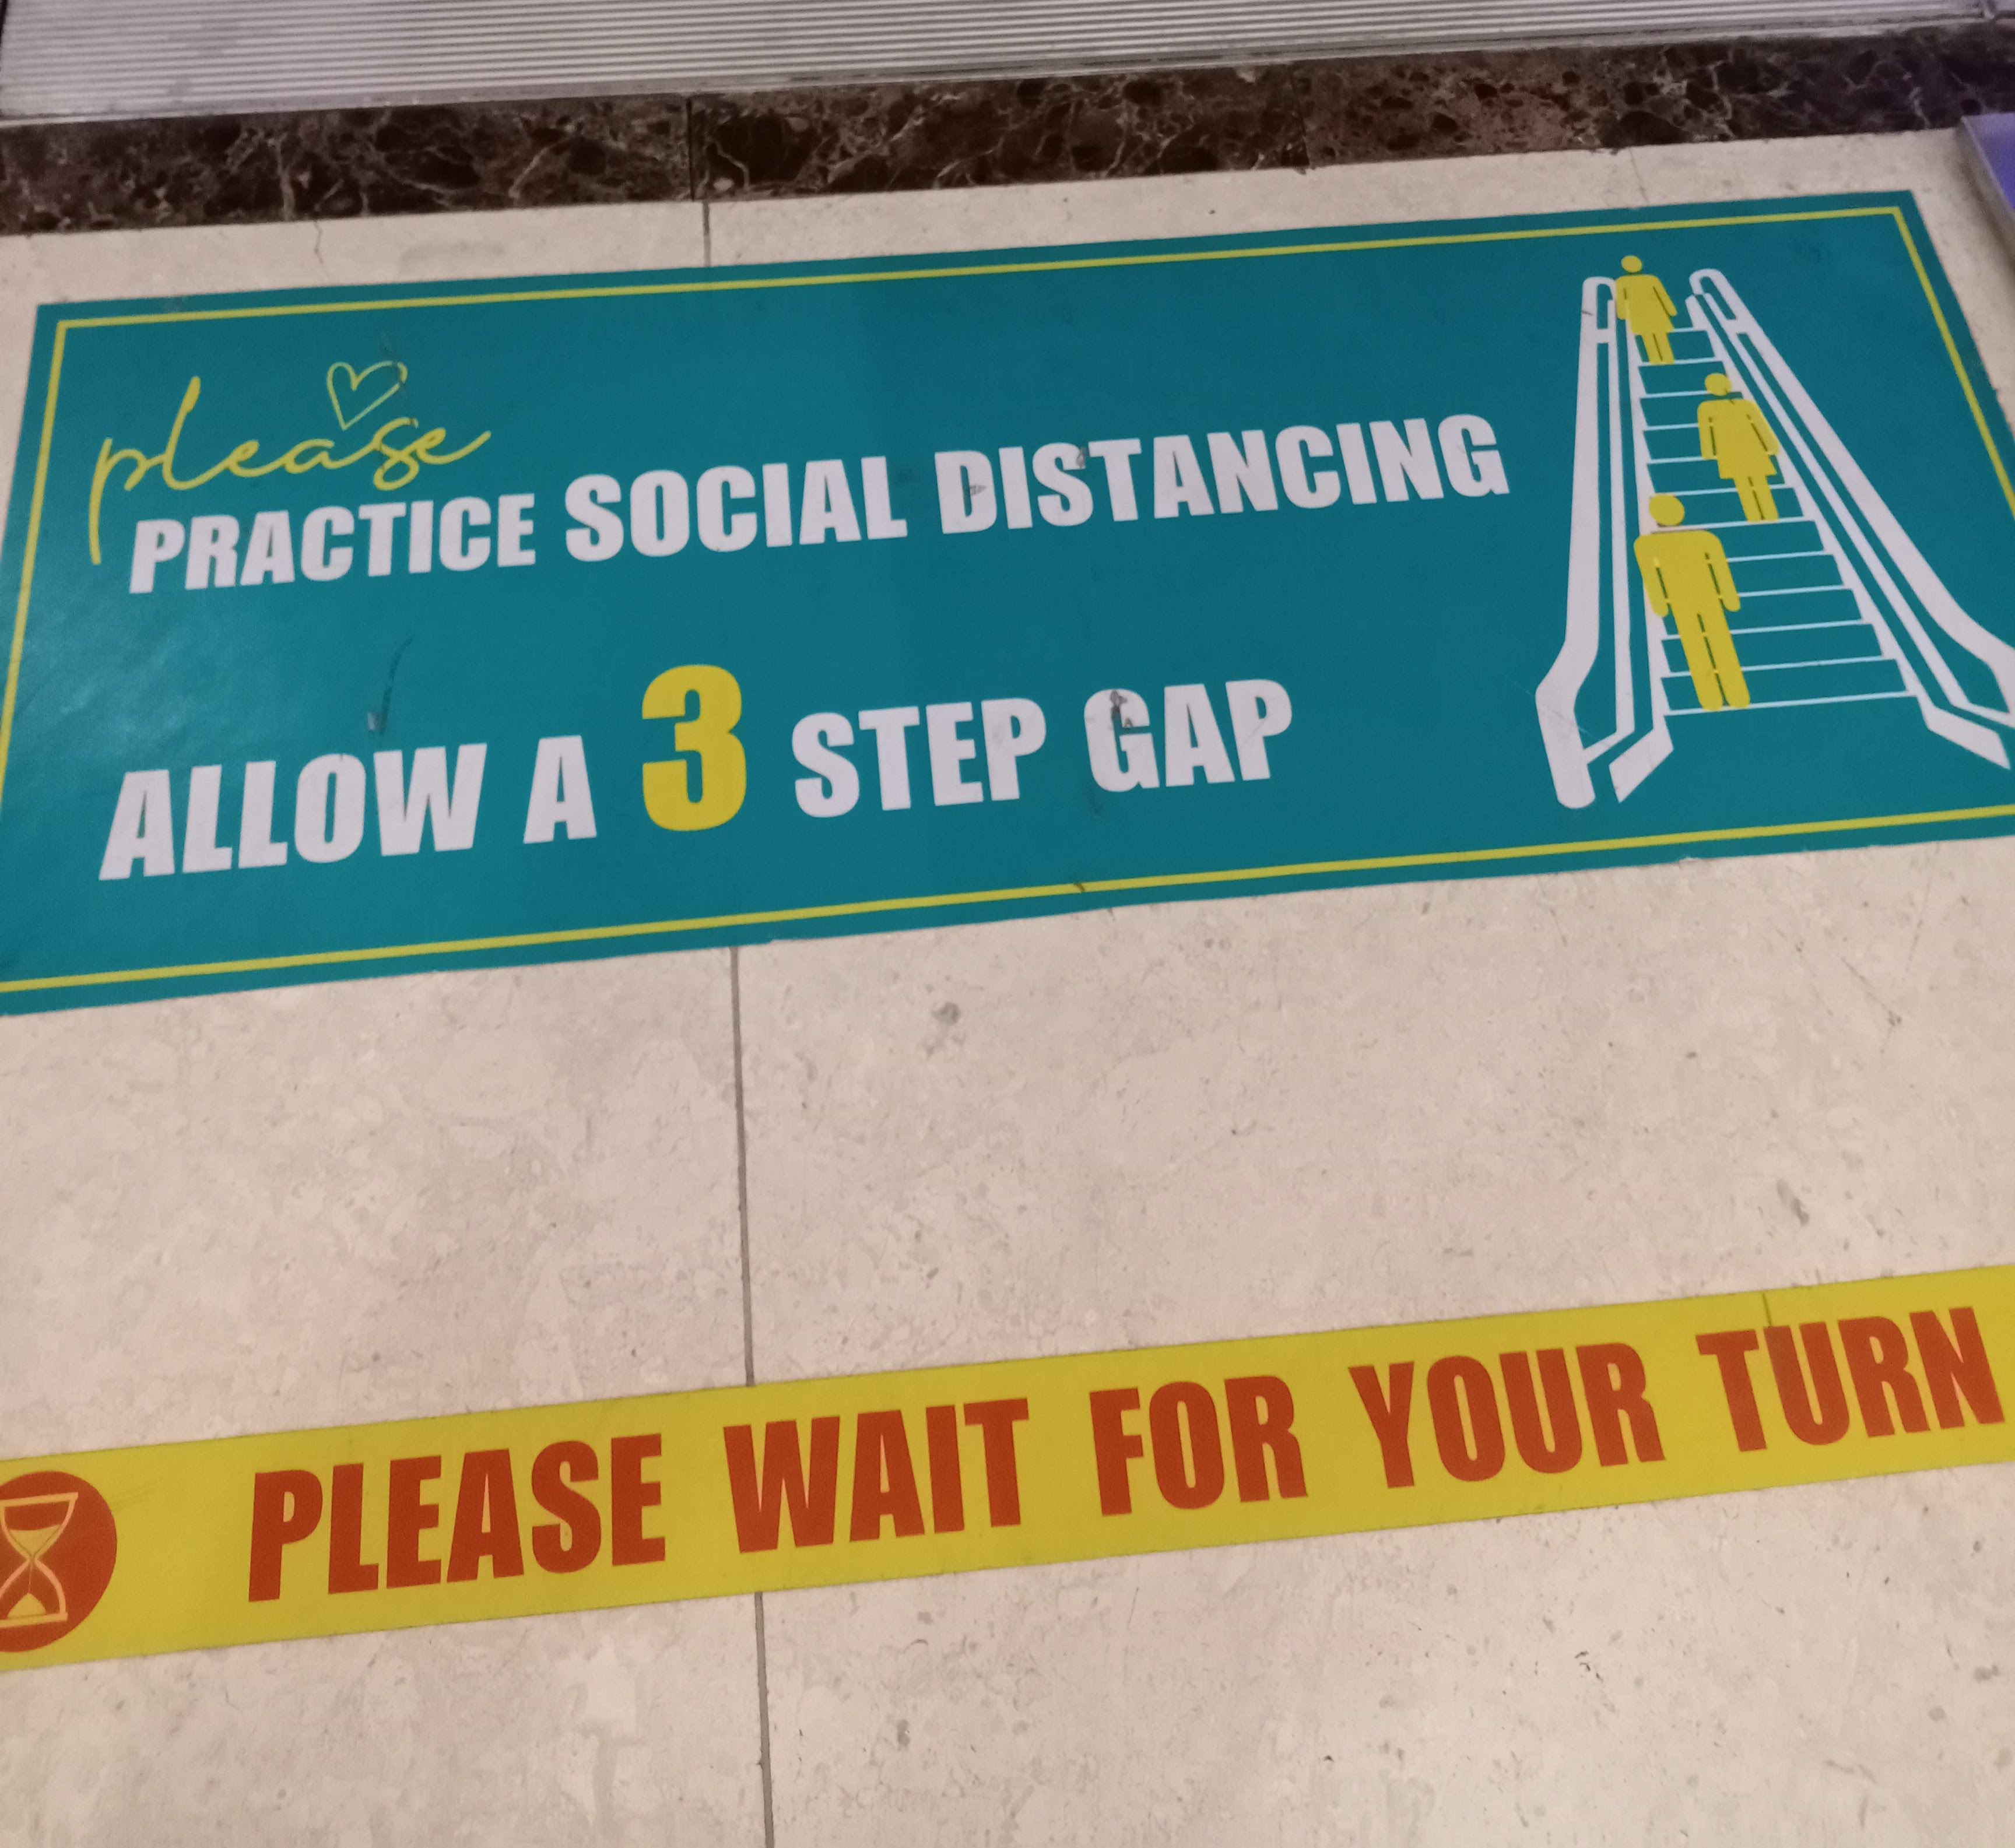 please
PRACTICE SOCIAL DISTANCING
ALLOW A 3 STEP GAP
PLEASE WAIT FOR YOUR TURN